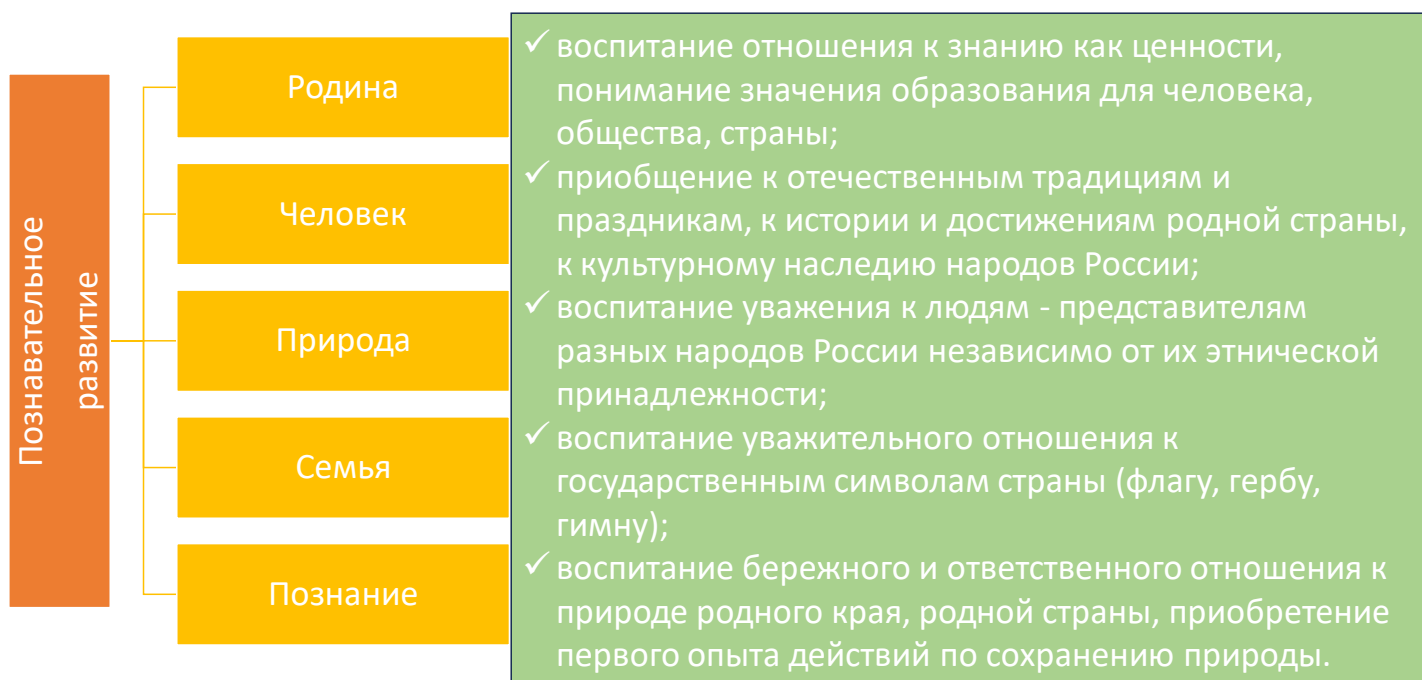 Познавательное
развитие
Родина
Человек
Природа
Семья
Познание
✓ воспитание отношения к знанию как ценности,
понимание значения образования для человека,
общества, страны;
✓ приобщение к отечественным традициям и
праздникам, к истории и достижениям родной страны,
к культурному наследию народов России;
✓ воспитание уважения к людям - представителям
разных народов России независимо от их этнической
принадлежности;
✓ воспитание уважительного отношения к
государственным символам страны (флагу, гербу,
гимну);
✓ воспитание бережного и ответственного отношения к
природе родного края, родной страны, приобретение
первого опыта действий по сохранению природы.